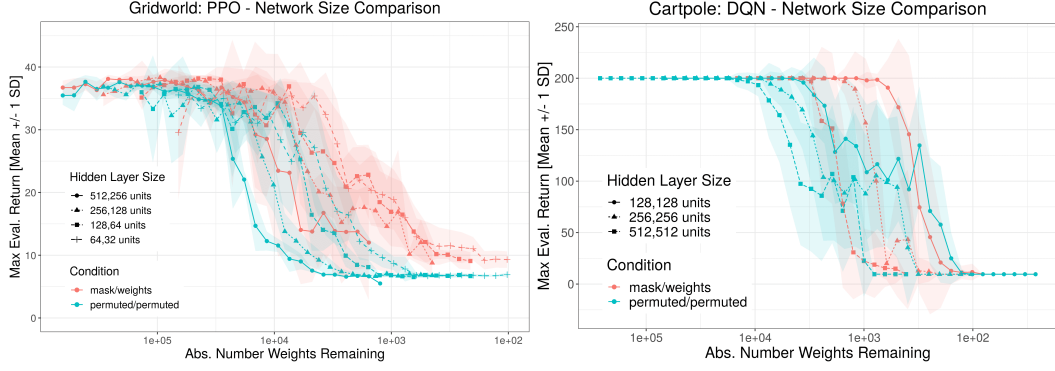 Gridworld: PPO - Network Size Comparison
Max Eval. Return [Mean +/- 1 SD]
40
30
20
10
0
Hidden Layer Size
512,256 units
256,128 units
128,64 units
64,32 units
Condition
mask/weights
permuted/permuted
1e+05
1e+04
1e+03
1e+02
Abs. Number Weights Remaining
Cartpole: DQN - Network Size Comparison
Max Eval. Return [Mean +/- 1 SD]
250
200
150
100
50
0
Hidden Layer Size
128,128 units
256,256 units
512,512 units
Condition
mask/weights
permuted/permuted
1e+05
1e+04
1e+03
1e+02
Abs. Number Weights Remaining